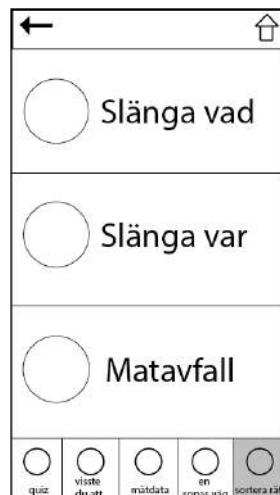 Slänga vad
Slänga var
Matavfall
quiz
visste
du att
mätdata
en
sopas väg
sortera rätt